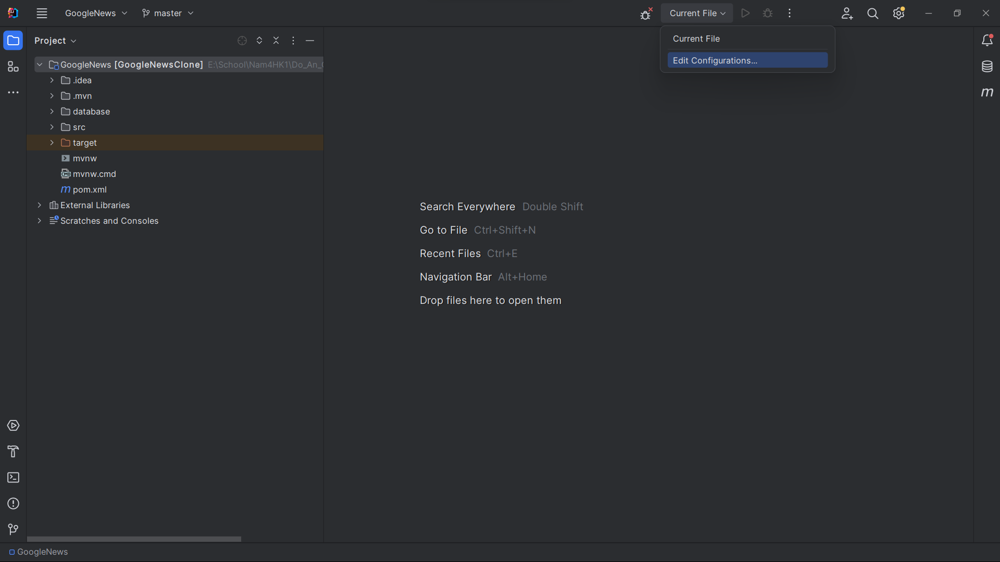 GoogleNews master Current File
Project
Current File
Edit Configurations...
GoogleNews [GoogleNewsClone] E:\School\Nam4HK1\Do_An_
.idea
.mvn
database
src
target
mvnw
CMD mvnw.cmd
m pom.xml
External Libraries
Scratches and Consoles
m
Search Everywhere Double Shift
Go to File Ctrl+Shift+N
Recent Files Ctrl+E
Navigation Bar Alt+Home
Drop files here to open them
GoogleNews